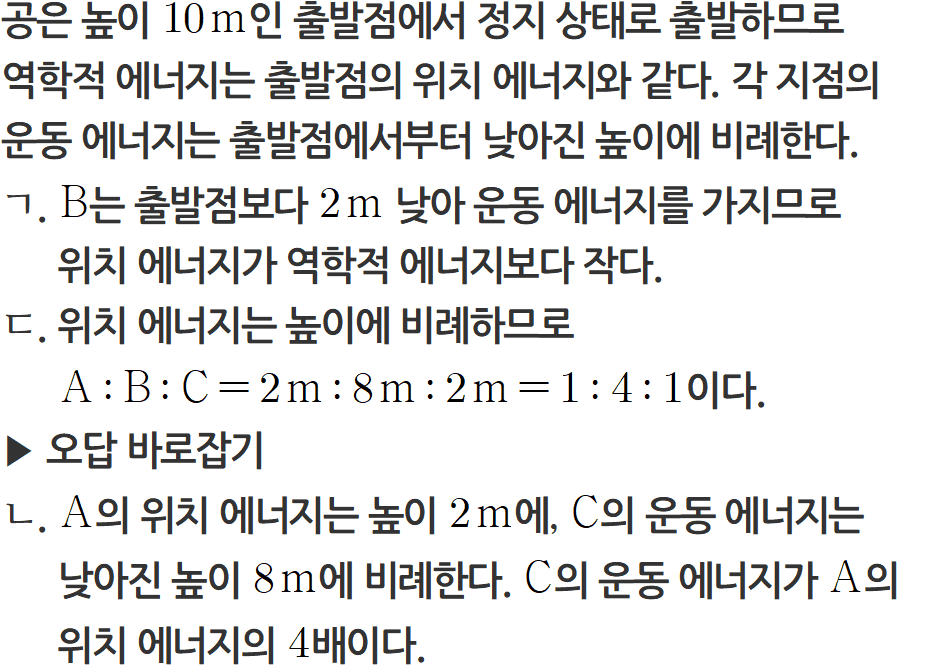 공은 높이 10 m인 출발점에서 정지 상태로 출발하므로
역학적 에너지는 출발점의 위치 에너지와 같다. 각 지점의
운동 에너지는 출발점에서부터 낮아진 높이에 비례한다.
ㄱ. B는 출발점보다 2 m 낮아 운동 에너지를 가지므로
위치 에너지가 역학적 에너지보다 작다.
ㄷ. 위치 에너지는 높이에 비례하므로
A : B : C = 2 m : 8 m : 2 m = 1 : 4 : 1이다.
▶ 오답 바로잡기
ㄴ. A의 위치 에너지는 높이 2 m에, C의 운동 에너지는
낮아진 높이 8 m에 비례한다. C의 운동 에너지가 A의
위치 에너지의 4배이다.